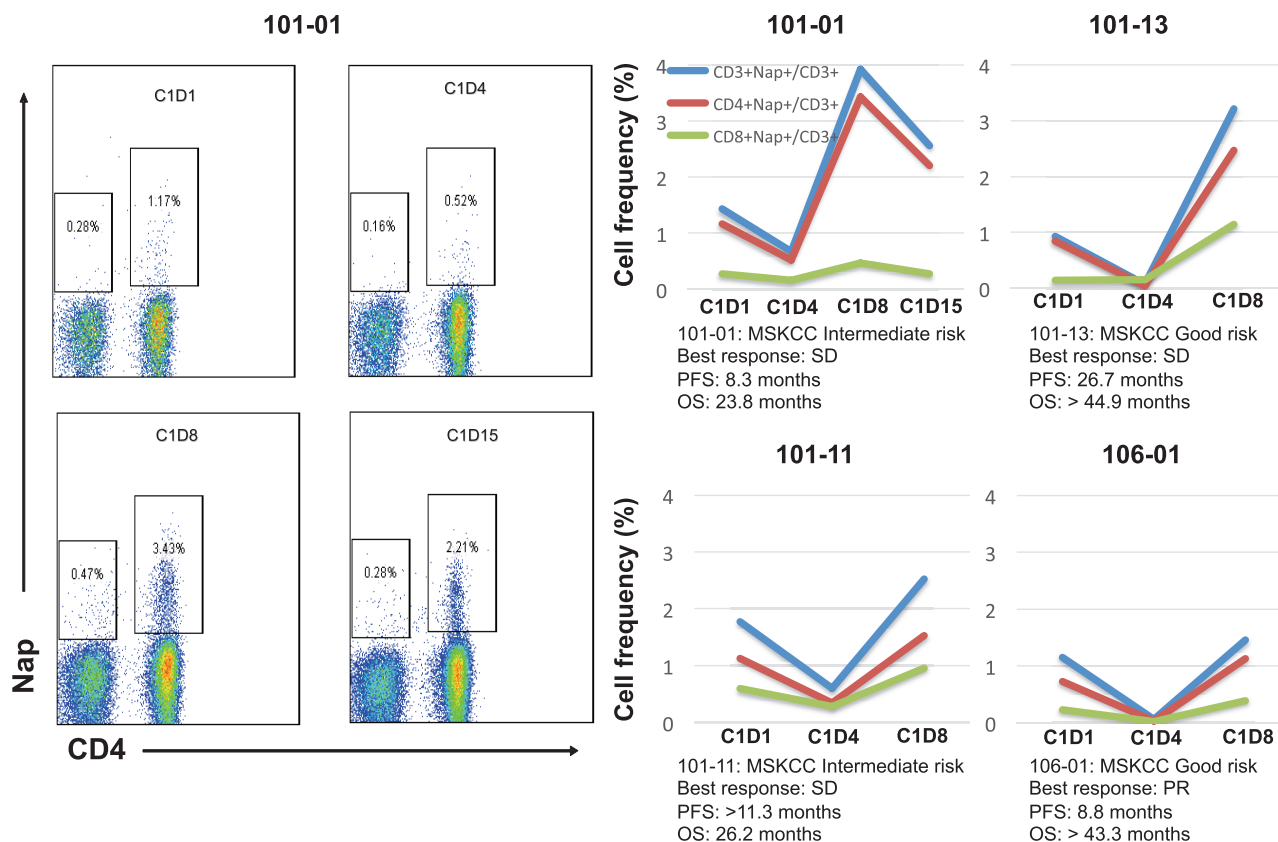 101-01
C1D1
0.28%
1.17%
C1D4
0.16%
0.52%
C1D8
0.47%
3.43%
C1D15
0.28%
2.21%
Nap
CD4
101-01
Cell frequency (%)
4
3
2
1
0
CD3+Nap+/CD3+
CD4+Nap+/CD3+
CD8+Nap+/CD3+
C1D1 C1D4 C1D8 C1D15
101-01: MSKCC Intermediate risk
Best response: SD
PFS: 8.3 months
OS: 23.8 months
101-13
4
3
2
1
0
C1D1 C1D4 C1D8
101-13: MSKCC Good risk
Best response: SD
PFS: 26.7 months
OS: > 44.9 months
101-11
Cell frequency (%)
4
3
2
1
0
C1D1 C1D4 C1D8
101-11: MSKCC Intermediate risk
Best response: SD
PFS: >11.3 months
OS: 26.2 months
106-01
4
3
2
1
0
C1D1 C1D4 C1D8
106-01: MSKCC Good risk
Best response: PR
PFS: 8.8 months
OS: > 43.3 months